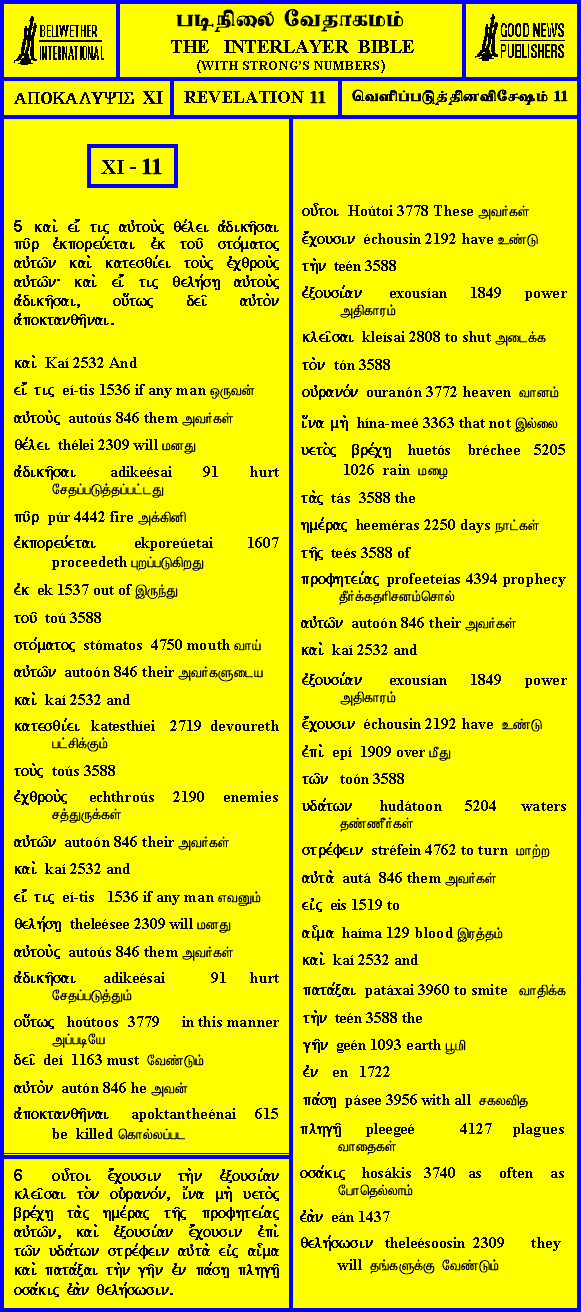 BELLWETHER
INTERNATIONAL
படிநிலை வேதாகமம்
THE INTERLAYER BIBLE
(WITH STRONG'S NUMBERS)
GOOD NEWS
PUBLISHERS
ΑΠΟΚΑΛΥΨΙΣ XI
REVELATION 11
வெளிப்படுத்தினவிசேஷம் 11
XI - 11
5 καὶ εἴ τις αὐτοὺς θέλει ἀδικῆσαι
πῦρ ἐκπορεύεται ἐκ τοῦ στόματος
αὐτῶν καὶ κατεσθίει τοὺς ἐχθροὺς
αὐτῶν· καὶ εἴ τις θελήσῃ αὐτοὺς
ἀδικῆσαι, οὕτως δεῖ αὐτὸν
ἀποκτανθῆναι.
καὶ Kaí 2532 And
εἴ τις eí-tis 1536 if any man ஒருவன்
αὐτοὺς autoús 846 them அவர்கள்
θέλει thélei 2309 will மனது
ἀδικῆσαι adikeésai 91 hurt
சேதப்படுத்தப்பட்டது
πῦρ púr 4442 fire அக்கினி
ἐκπορεύεται ekporeúetai 1607
proceedeth புறப்படுகிறது
ἐκ ek 1537 out of இருந்து
τοῦ toú 3588
στόματος stómatos 4750 mouth வாய்
αὐτῶν autoón 846 their அவர்களுடைய
καὶ kaí 2532 and
κατεσθίει katesthíei 2719 devoureth
பட்சிக்கும்
τοὺς toús 3588
ἐχθροὺς echthroús 2190 enemies
சத்துருக்கள்
αὐτῶν autoón 846 their அவர்கள்
καὶ kaí 2532 and
εἴ τις eí-tis 1536 if any man எவனும்
θελήσῃ theleésee 2309 will மனது
αὐτοὺς autoús 846 them அவர்கள்
ἀδικῆσαι adikeésai 91 hurt
சேதப்படுத்தும்
οὕτως hoútoos 3779 in this manner
அப்படியே
δεῖ deí 1163 must வேண்டும்
αὐτὸν autón 846 he அவன்
ἀποκτανθῆναι apoktantheénai 615
be killed கொல்லப்பட
6 οὗτοι ἔχουσιν τὴν ἐξουσίαν
κλεῖσαι τὸν οὐρανόν, ἵνα μὴ υετὸς
βρέχῃ τὰς ημέρας τῆς προφητείας
αὐτῶν, καὶ ἐξουσίαν ἔχουσιν ἐπὶ
τῶν υδάτων στρέφειν αὐτὰ εἰς αἷμα
καὶ πατάξαι τὴν γῆν ἐν πάσῃ πληγῇ
οσάκις ἐὰν θελήσωσιν.
οὗτοι Hoútoi 3778 These அவர்கள்
ἔχουσιν échousin 2192 have உண்டு
τὴν teén 3588
ἐξουσίαν exousían 1849 power
அதிகாரம்
κλεῖσαι kleísai 2808 to shut அடைக்க
τὸν tón 3588
οὐρανόν ouranón 3772 heaven வானம்
ἵνα μὴ hína-meé 3363 that not இல்லை
υετὸς βρέχῃ huetós bréchee 5205
1026 rain மழை
τὰς tás 3588 the
ημέρας heeméras 2250 days நாட்கள்
τῆς teés 3588 of
προφητείας profeeteías 4394 prophecy
தீர்க்கதரிசனம்சொல்
αὐτῶν autoón 846 their அவர்கள்
καὶ kaí 2532 and
ἐξουσίαν exousían 1849 power
அதிகாரம்
ἔχουσιν échousin 2192 have உண்டு
ἐπὶ epí 1909 over மீது
τῶν toón 3588
υδάτων hudátoon 5204 waters
தண்ணீர்கள்
στρέφειν stréfein 4762 to turn மாற்ற
αὐτὰ autá 846 them அவர்கள்
εἰς eis 1519 to
αἷμα haíma 129 blood இரத்தம்
καὶ kaí 2532 and
πατάξαι patáxai 3960 to smite வாதிக்க
τὴν teén 3588 the
γῆν geén 1093 earth பூமி
ἐν en 1722
πάσῃ pásee 3956 with all சகலவித
πληγῇ pleegeé 4127 plagues
வாதைகள்
οσάκις hosákis 3740 as often as
போதெல்லாம்
ἐὰν eán 1437
θελήσωσιν theleésoosin 2309 they
will தங்களுக்கு வேண்டும்